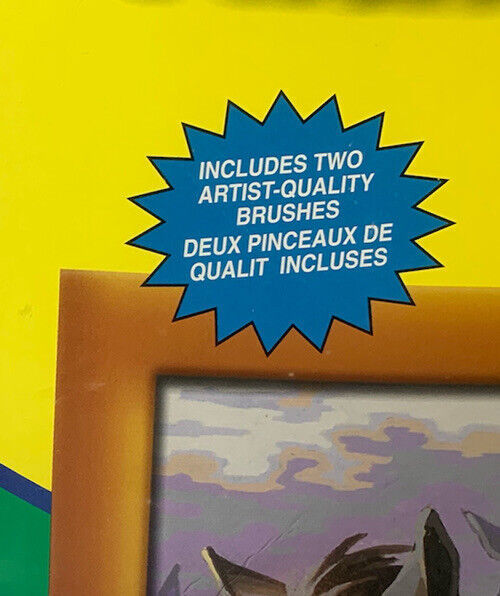 INCLUDES TWO
ARTIST-QUALITY
BRUSHES
DEUX PINCEAUX DE
QUALIT INCLUSES